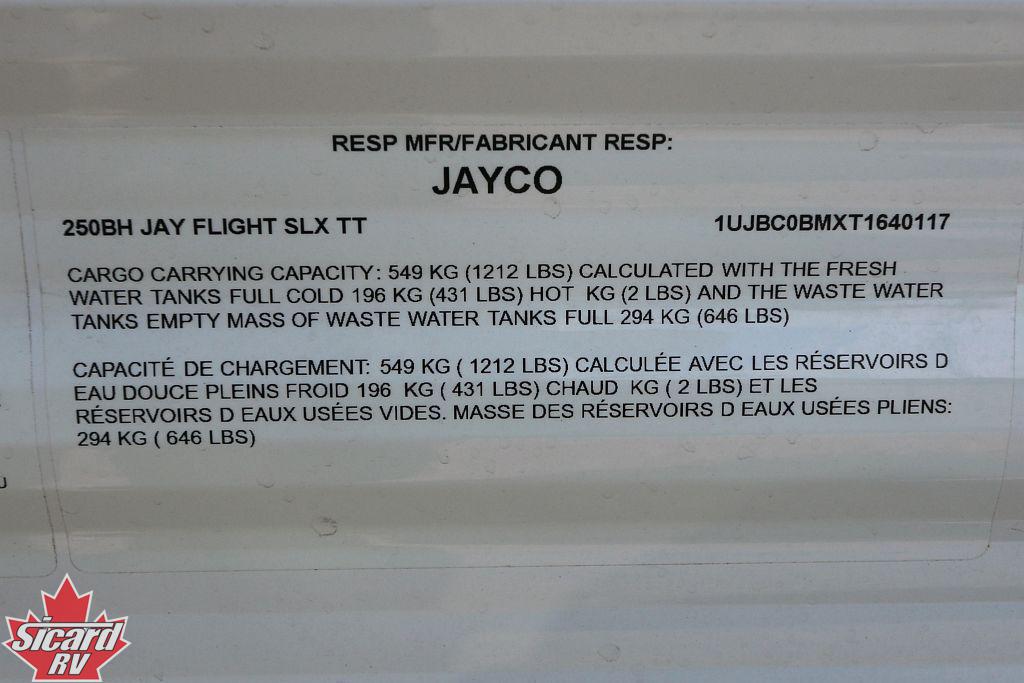 RESP MFR/FABRICANT RESP:
JAYCO
250BH JAY FLIGHT SLX TT 1UJBC0BMXT1640117
CARGO CARRYING CAPACITY: 549 KG (1212 LBS) CALCULATED WITH THE FRESH
WATER TANKS FULL COLD 196 KG (431 LBS) HOT  KG (2 LBS) AND THE WASTE WATER
TANKS EMPTY MASS OF WASTE WATER TANKS FULL 294 KG (646 LBS)
CAPACITÉ DE CHARGEMENT: 549 KG ( 1212 LBS) CALCULÉE AVEC LES RÉSERVOIRS D
EAU DOUCE PLEINS FROID 196  KG ( 431 LBS) CHAUD  KG ( 2 LBS) ET LES
RÉSERVOIRS D EAUX USÉES VIDES. MASSE DES RÉSERVOIRS D EAUX USÉES PLIENS:
294 KG ( 646 LBS)
U
Sicard
RV